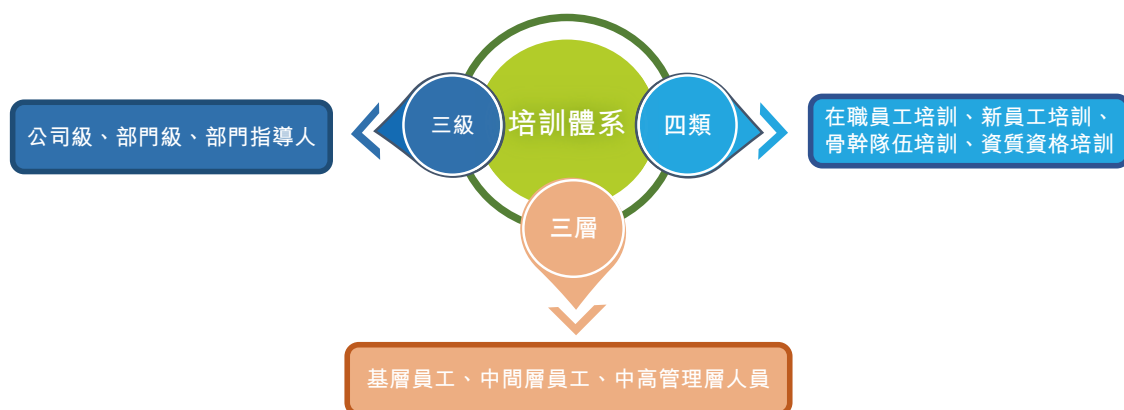 培訓體系
三級
公司級、部門級、部門指導人
四類
在職員工培訓、新員工培訓、
骨幹隊伍培訓、資質資格培訓
三層
基層員工、中間層員工、中高管理層人員